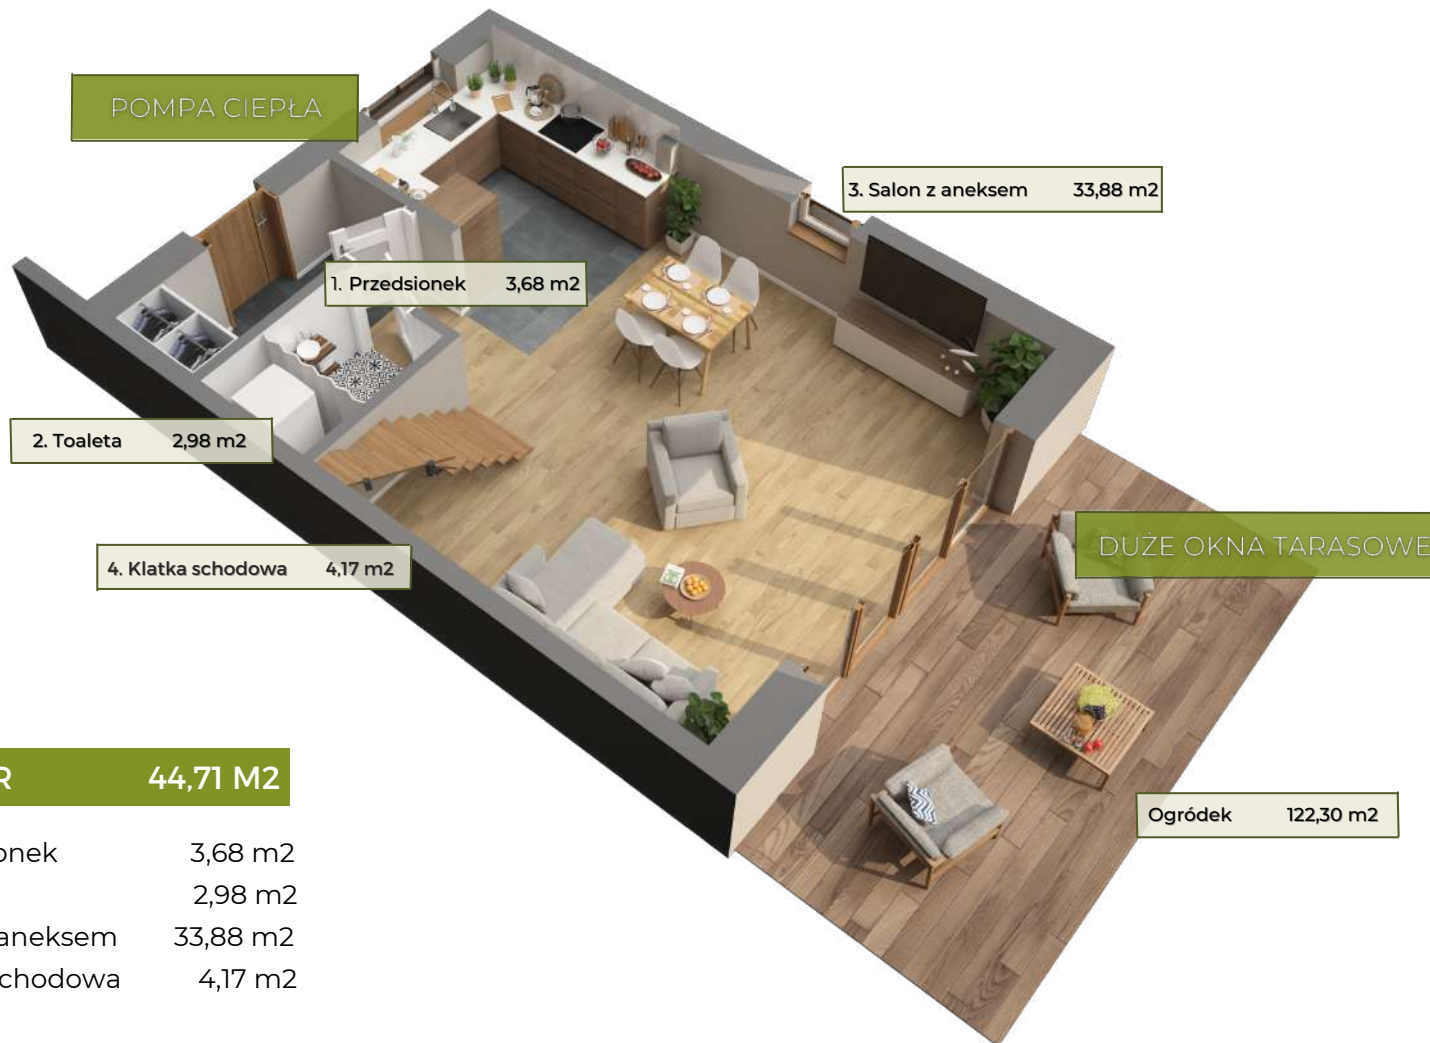 POMPA CIEPŁA
3. Salon z aneksem 33,88 m2
1. Przedsionek 3,68 m2
2. Toaleta 2,98 m2
DUŻE OKNA TARASOWE
4. Klatka schodowa 4,17 m2
R 44,71 M2
Ogródek 122,30 m2
onek 3,68 m2
2,98 m2
aneksem 33,88 m2
chodowa 4,17 m2